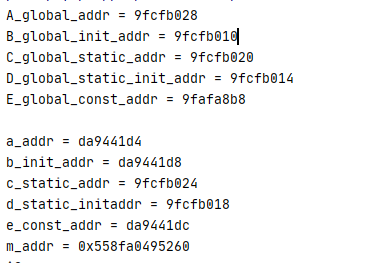 A_global_addr = 9fcfb028
B_global_init_addr = 9fcfb010
C_global_static_addr = 9fcfb020
D_global_static_init_addr = 9fcfb014
E_global_const_addr = 9fafa8b8
a_addr = da9441d4
b_init_addr = da9441d8
c_static_addr = 9fcfb024
d_static_initaddr = 9fcfb018
e_const_addr = da9441dc
m_addr = 0x558fa0495260